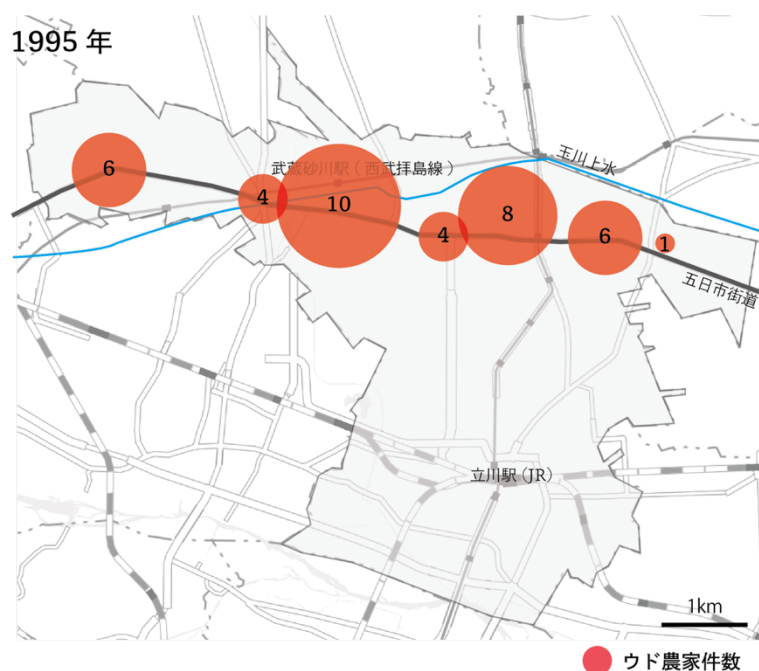 1995 年
玉川上水
武蔵砂川駅（西武拝島線）
6
4
10
4
8
6
1
五日市街道
立川駅（JR）
1km
ウド農家件数